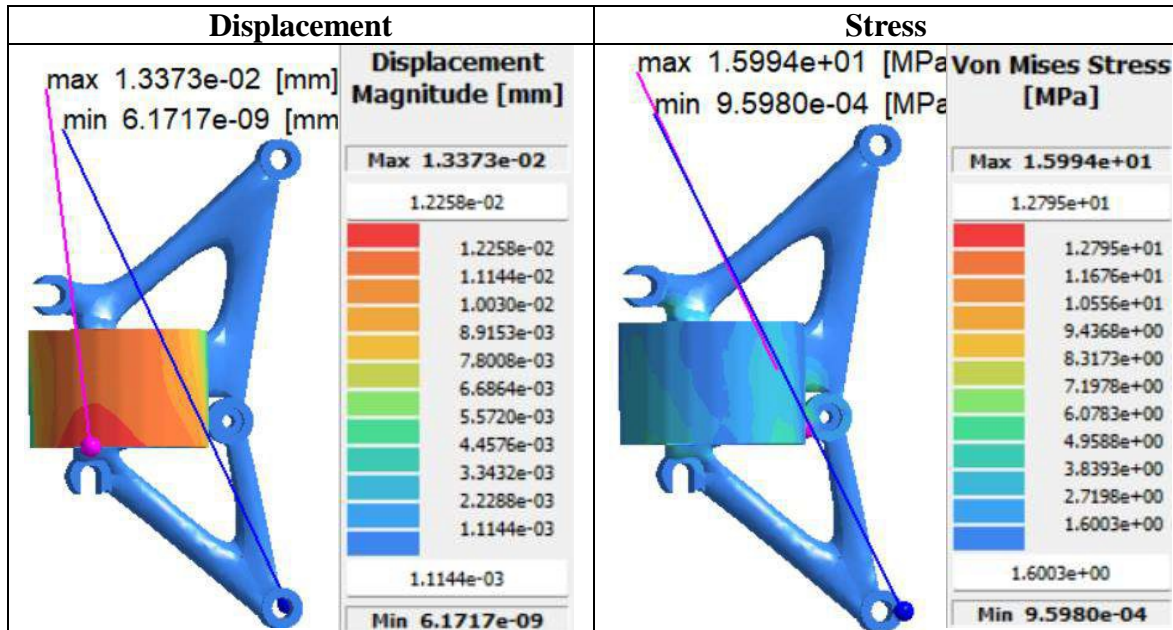 Displacement
Stress
max 1.3373e-02 [mm]
min 6.1717e-09 [mm
Displacement
Magnitude [mm]
Max 1.3373e-02
1.2258e-02
1.2258e-02
1.1144e-02
1.0030e-02
8.9153e-03
7.8008e-03
6.6864e-03
5.5720e-03
4.4576e-03
3.3432e-03
2.2288e-03
1.1144e-03
1.1144e-03
Min 6.1717e-09
max 1.5994e+01 [MPa
min 9.5980e-04 [MPa
Von Mises Stress
[MPa]
Max 1.5994e+01
1.2795e+01
1.2795e+01
1.1676e+01
1.0556e+01
9.4368e+00
8.3173e+00
7.1978e+00
6.0783e+00
4.9588e+00
3.8393e+00
2.7198e+00
1.6003e+00
1.6003e+00
Min 9.5980e-04